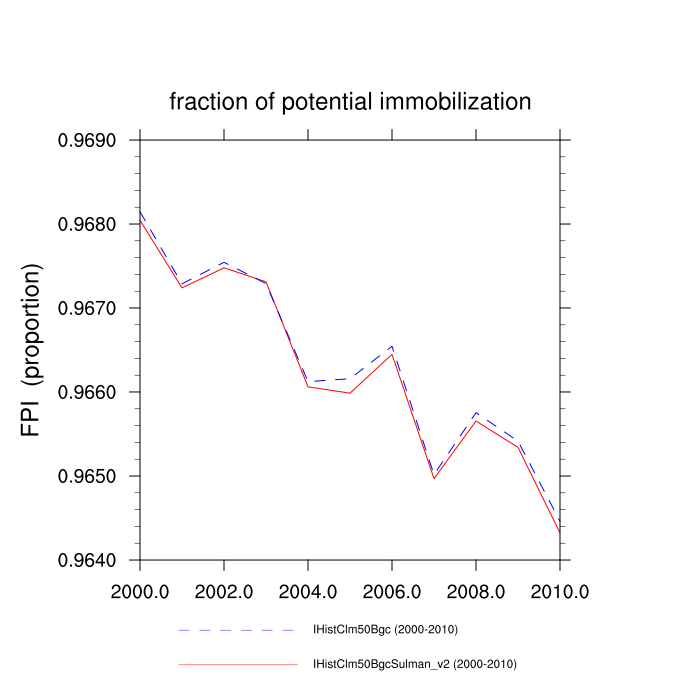 fraction of potential immobilization
0.9690
0.9680
0.9670
0.9660
0.9650
0.9640
FPI (proportion)
2000.0 2002.0 2004.0 2006.0 2008.0 2010.0
IHistClm50Bgc (2000-2010)
IHistClm50BgcSulman_v2 (2000-2010)